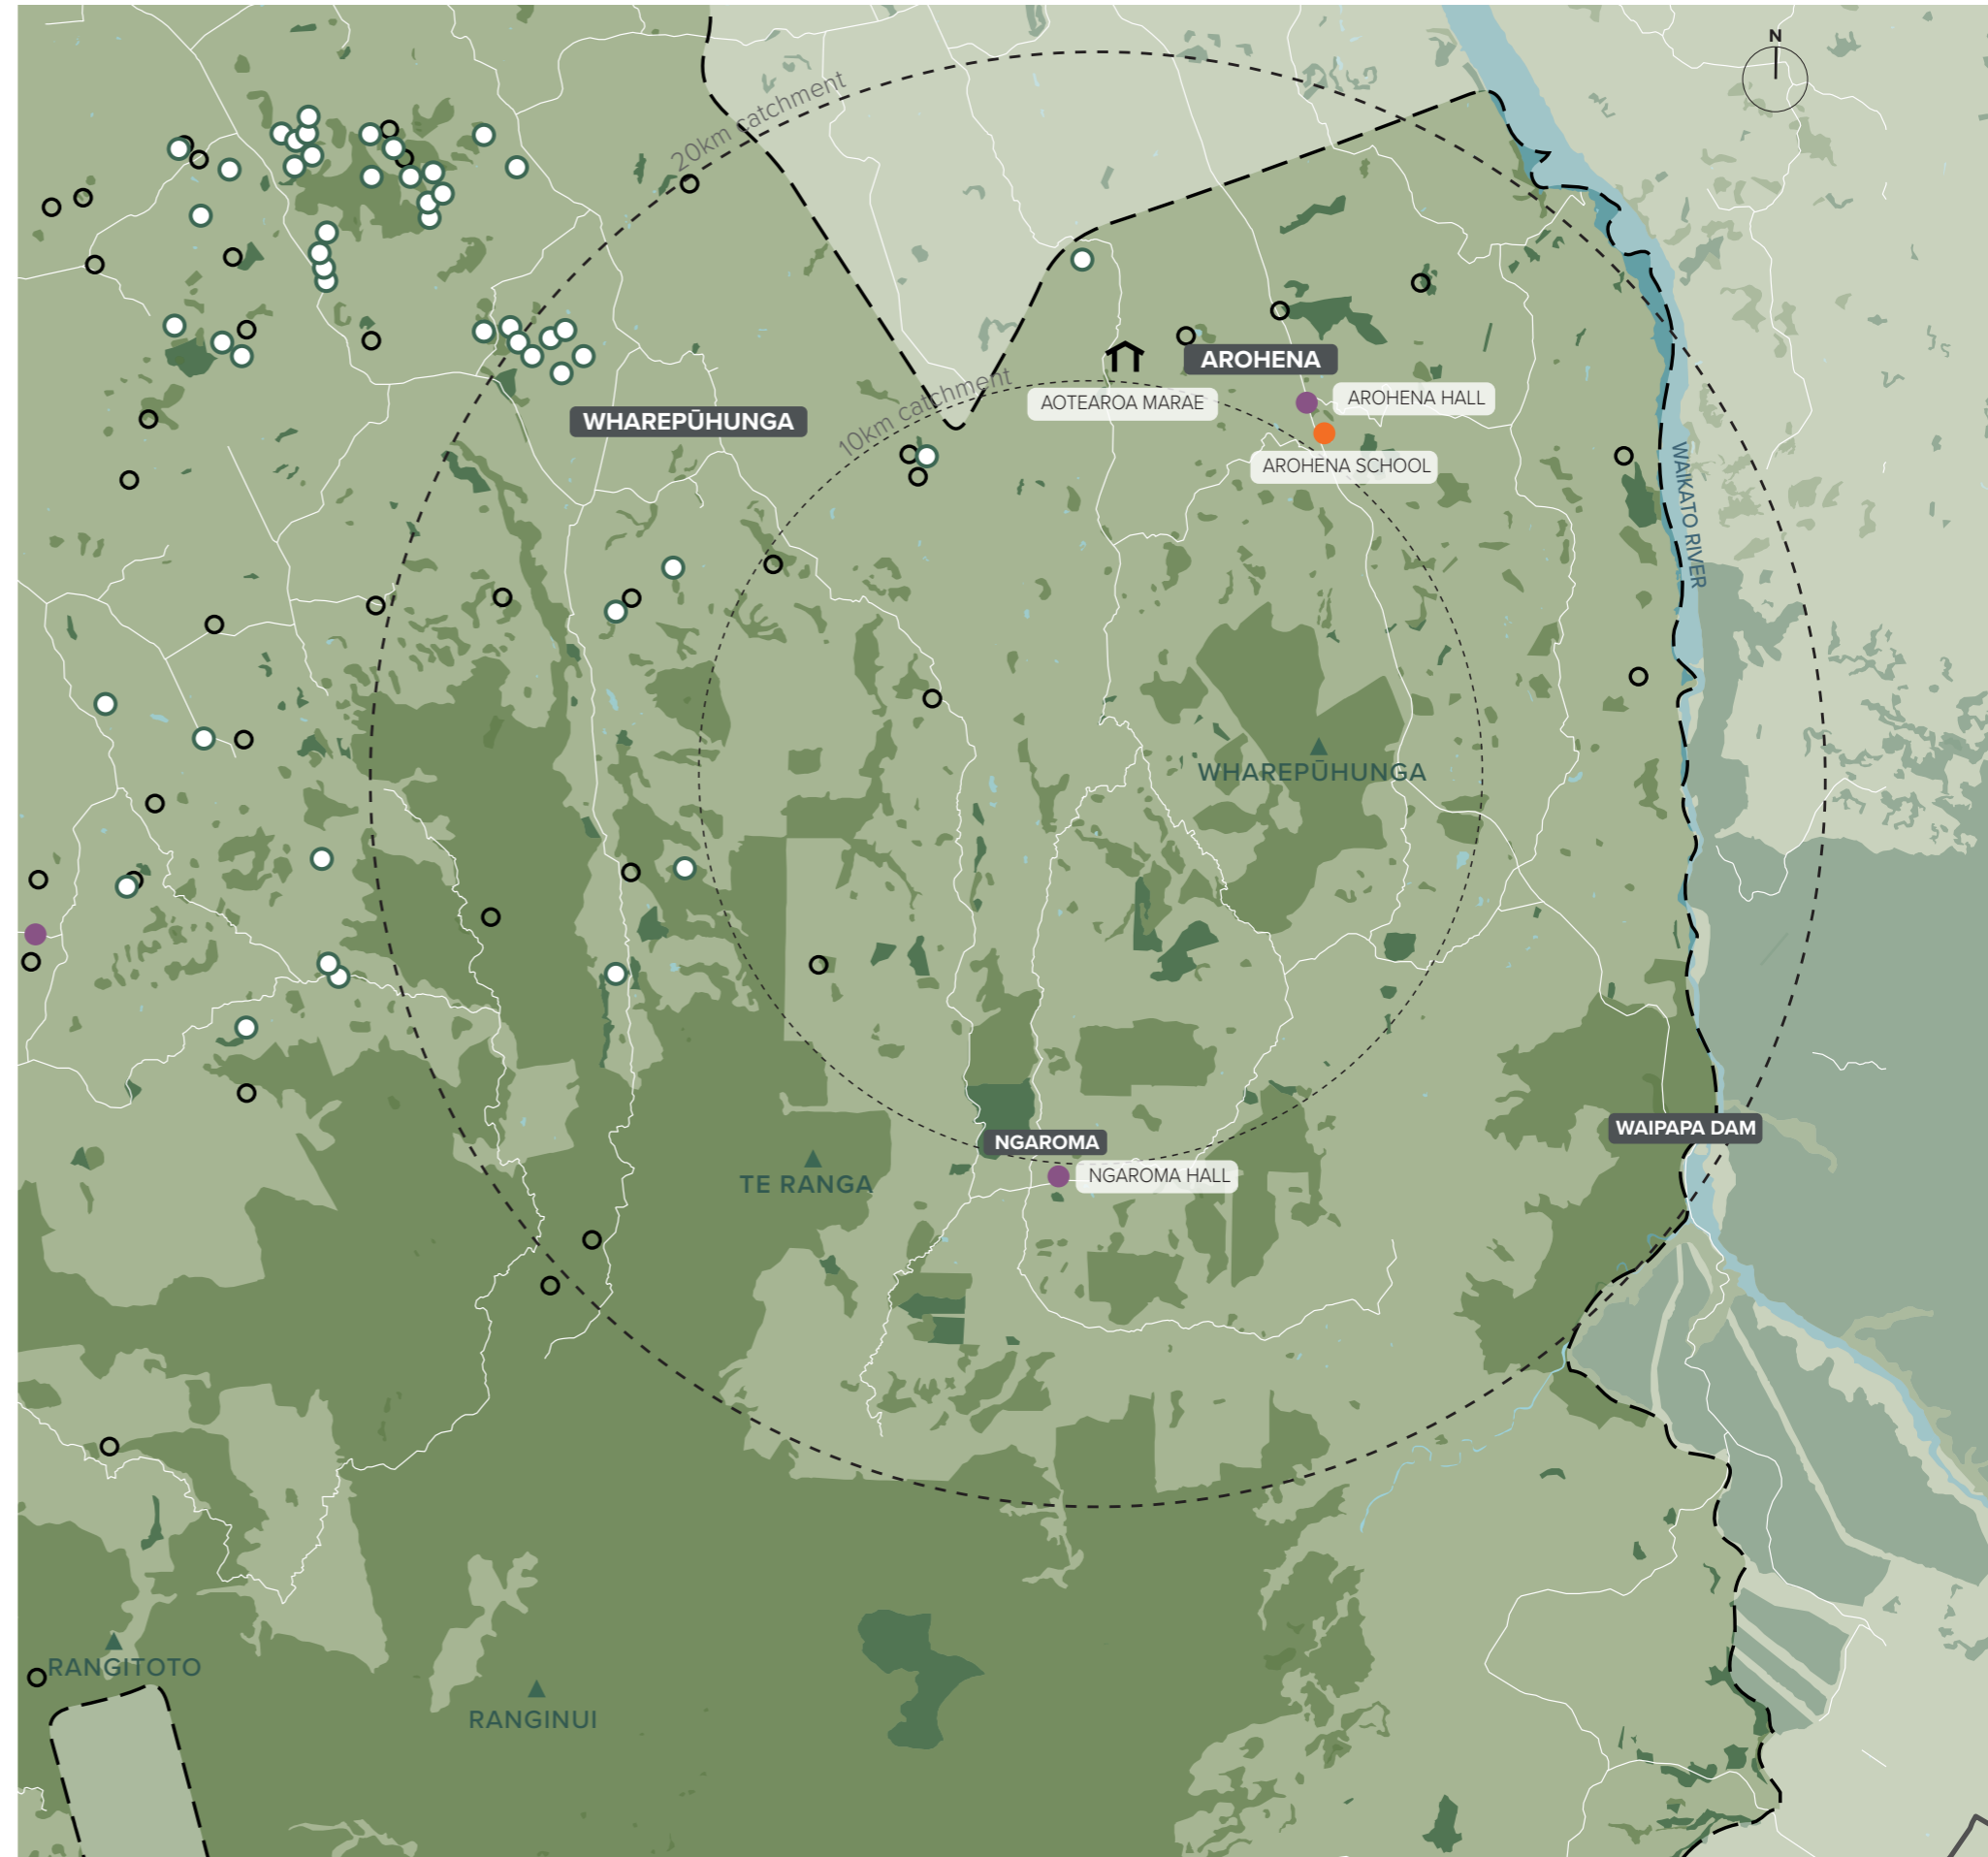 N
20km catchment
10km catchment
AROHENA
AOTEAROA MARAE
AROHENA HALL
WHAREPŪHUNGA
AROHENA SCHOOL
WAIKATO RIVER
WHAREPŪHUNGA
WAIPAPA DAM
NGAROMA
TE RANGA
NGAROMA HALL
RANGITOTO
RANGINUI